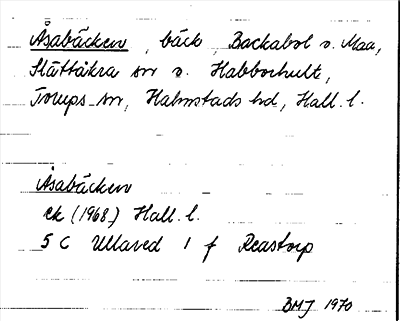 Åsabäcken, bäck, Backabol o. Maa,
Slättåkra sn o. Habborhult,
Torups sn, Halmstads hd, Hall. l.
Åsabäcken
ek (1968) Hall. l.
5 C Ullared 1 f Reastorp
BMJ 1970